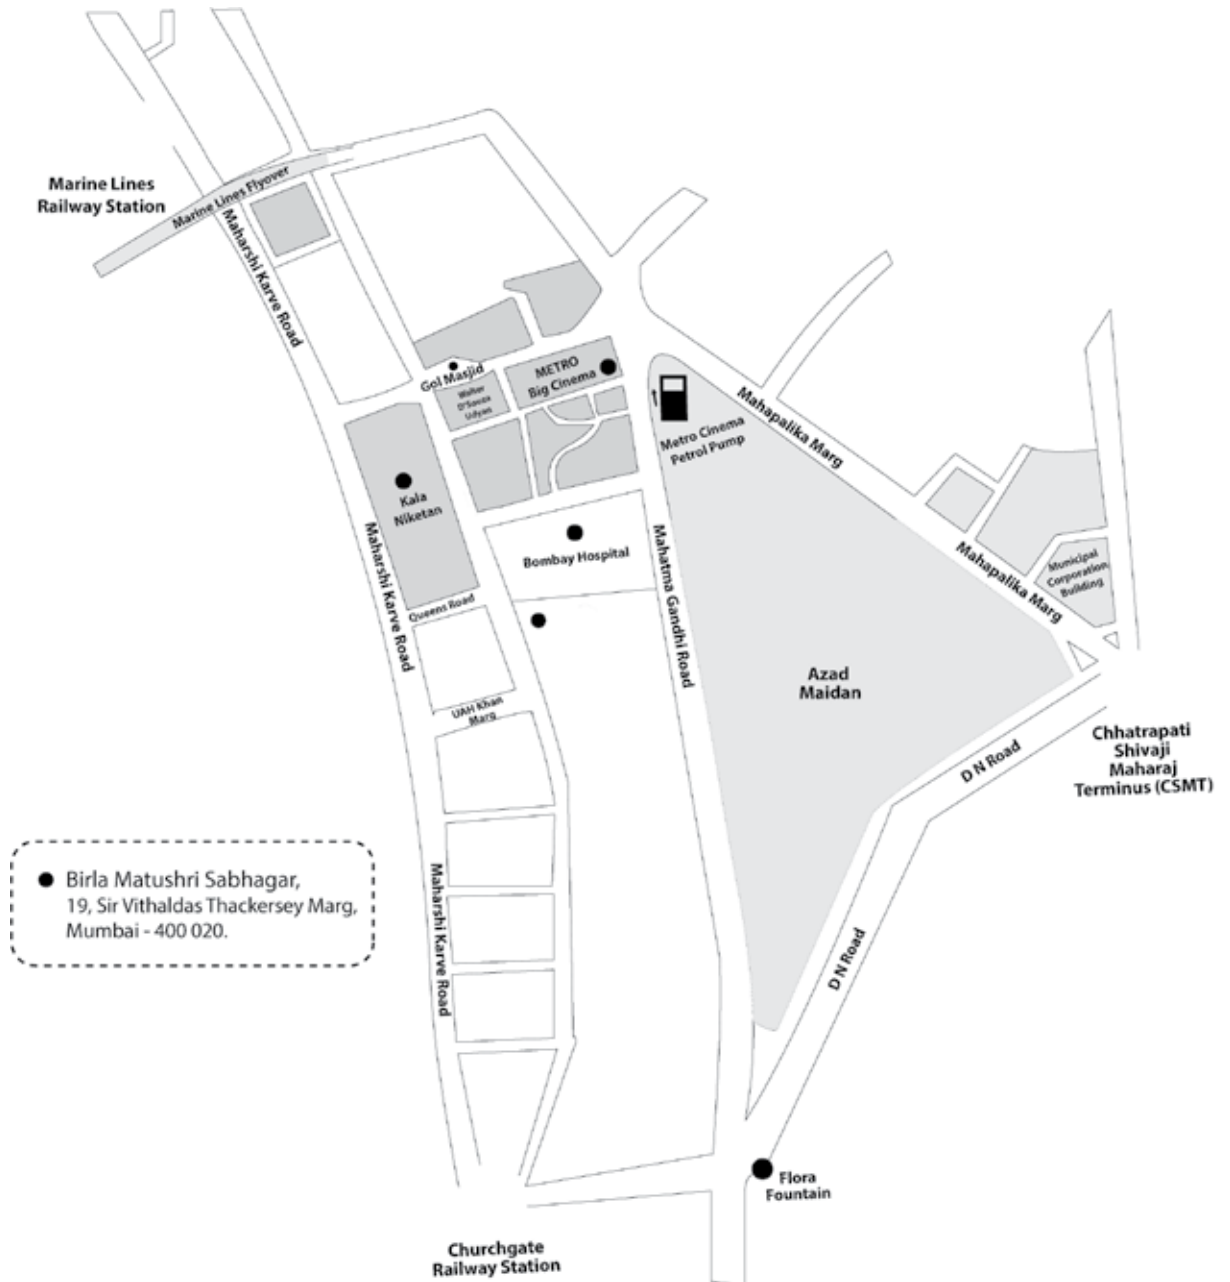 Marine Lines
Railway Station
Marine Lines Flyover
Maharshi Karve Road
Gol Masjid
METRO
Big Cinema
Walter
D'Souza
Udyan
Metro Cinema
Petrol Pump
Mahapalika Marg
Kala
Niketan
Maharshi Karve Road
Bombay Hospital
Mahatma Gandhi Road
Mahapalika Marg
Municipal
Corporation
Building
Queens Road
UAH Khan
Marg
Azad
Maidan
D N Road
Chhatrapati
Shivaji
Maharaj
Terminus (CSMT)
Birla Matushri Sabhagar,
19, Sir Vithaldas Thackersey Marg,
Mumbai - 400 020.
Maharshi Karve Road
D N Road
Flora
Fountain
Churchgate
Railway Station